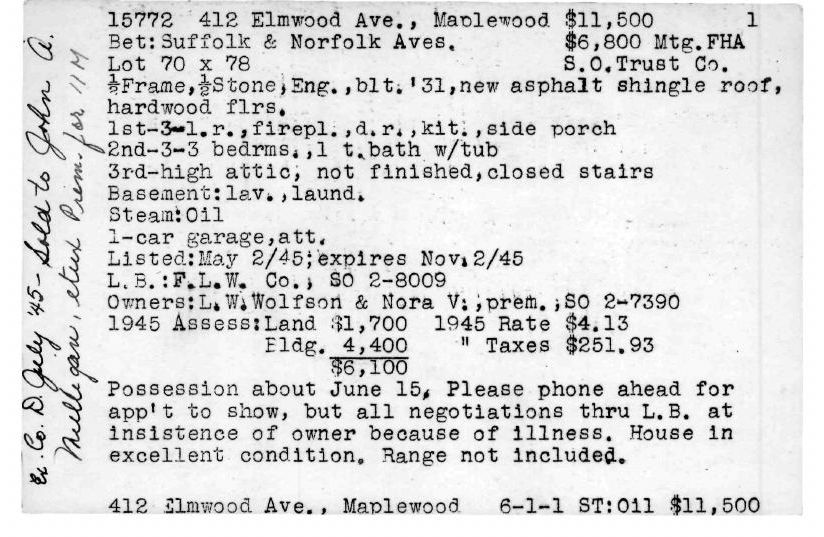 15772 412 Elmwood Ave., Maplewood $11,500 1
Bet:Suffolk & Norfolk Aves. $6,800 Mtg.FHA
Lot 70 x 78 S.O.Trust Co.
½Frame,½Stone,Eng.,blt.'31,new asphalt shingle roof,
hardwood flrs.
1st-3-l.r.,firepl.,d.r.,kit.,side porch
2nd-3-3 bedrms.,1 t.bath w/tub
3rd-high attic, not finished,closed stairs
Basement:lav.,laund.
Steam:Oil
1-car garage,att.
Listed:May 2/45;expires Nov.2/45
L.B.:F.L.W. Co., SO 2-8009
Owners:L.W.Wolfson & Nora V.,prem.,SO 2-7390
1945 Assess:Land $1,700 1945 Rate $4.13
Bldg. 4,400 " Taxes $251.93
$6,100
Possession about June 15, Please phone ahead for
app't to show, but all negotiations thru L.B. at
insistence of owner because of illness. House in
excellent condition. Range not included.
412 Elmwood Ave., Maplewood 6-1-1 ST:Oil $11,500
Co. D. July '45 - Sold to John A.
Milligan, etux Prem. for 11M